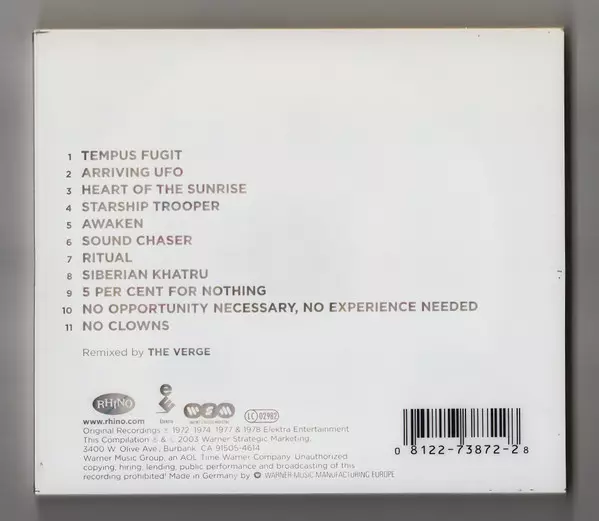 1 TEMPUS FUGIT
2 ARRIVING UFO
3 HEART OF THE SUNRISE
4 STARSHIP TROOPER
5 AWAKEN
6 SOUND CHASER
7 RITUAL
8 SIBERIAN KHATRU
9 5 PER CENT FOR NOTHING
10 NO OPPORTUNITY NECESSARY, NO EXPERIENCE NEEDED
11 NO CLOWNS
Remixed by THE VERGE
RHINO
WSM
LC 02982
www.rhino.com
Original Recordings ℗ 1972-1974, 1977 & 1978 Elektra Entertainment
This Compilation ℗ & © 2003 Warner Strategic Marketing,
3400 W. Olive Ave., Burbank, CA 91505-4614
Warner Music Group, an AOL Time Warner Company. Unauthorized
copying, hiring, lending, public performance and broadcasting of this
recording prohibited! Made in Germany by WARNER MUSIC MANUFACTURING EUROPE
0 8122-73872-2 8